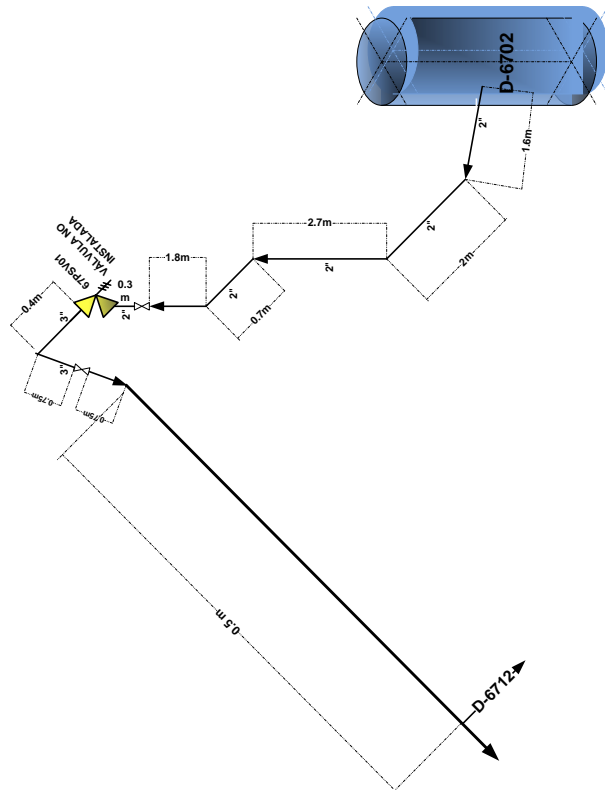 D-6702
2"
1.6m
2"
2m
2.7m
2"
2"
0.7m
1.8m
VALVULA NO
INSTALADA
67PSV01
0.3
m
2"
3"
0.4m
3"
0.75m
0.75m
0.5 m
D-6712